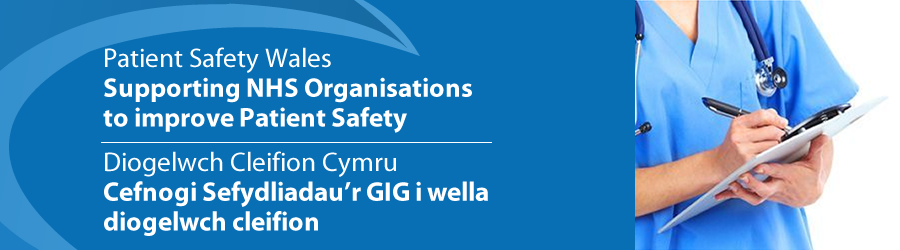 Patient Safety Wales
Supporting NHS Organisations
to improve Patient Safety
Diogelwch Cleifion Cymru
Cefnogi Sefydliadau’r GIG i wella
diogelwch cleifion